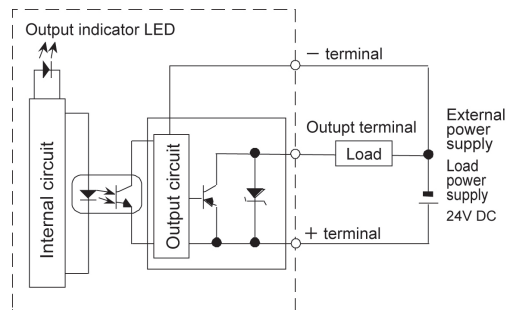 Output indicator LED
− terminal
External
power
supply
Outupt terminal
Load
Load
power
supply
24V DC
+ terminal
Internal circuit
Output circuit